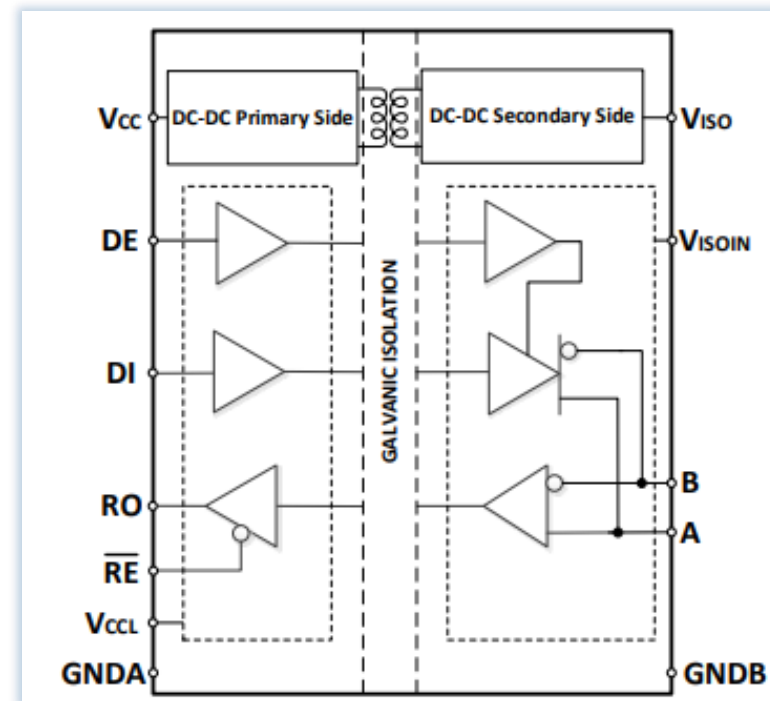 VCC
DC-DC Primary Side
DC-DC Secondary Side
VISO
DE
VISOIN
GALVANIC ISOLATION
DI
RO
B
A
R̅E̅
VCCL
GNDA
GNDB